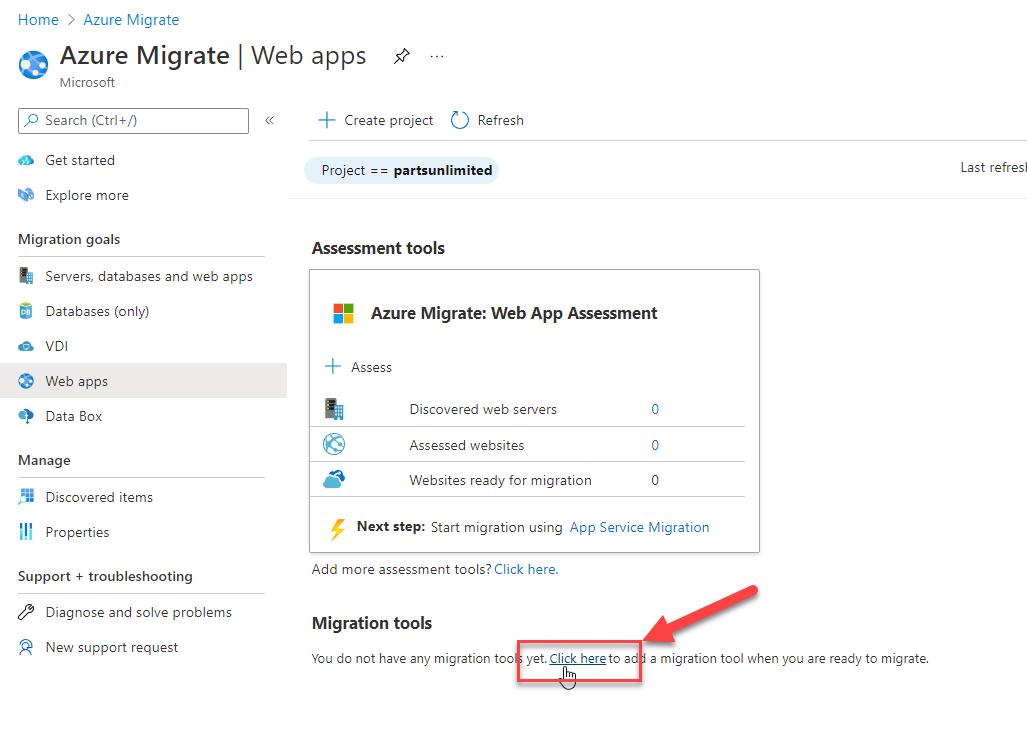 Home > Azure Migrate
Azure Migrate | Web apps ...
Microsoft
Search (Ctrl+/) «
Get started
Explore more
Migration goals
Servers, databases and web apps
Databases (only)
VDI
Web apps
Data Box
Manage
Discovered items
Properties
Support + troubleshooting
Diagnose and solve problems
New support request
+ Create project Refresh
Project == partsunlimited
Last refresh
Assessment tools
Azure Migrate: Web App Assessment
+ Assess
Discovered web servers 0
Assessed websites 0
Websites ready for migration 0
Next step: Start migration using App Service Migration
Add more assessment tools? Click here.
Migration tools
You do not have any migration tools yet. Click here to add a migration tool when you are ready to migrate.